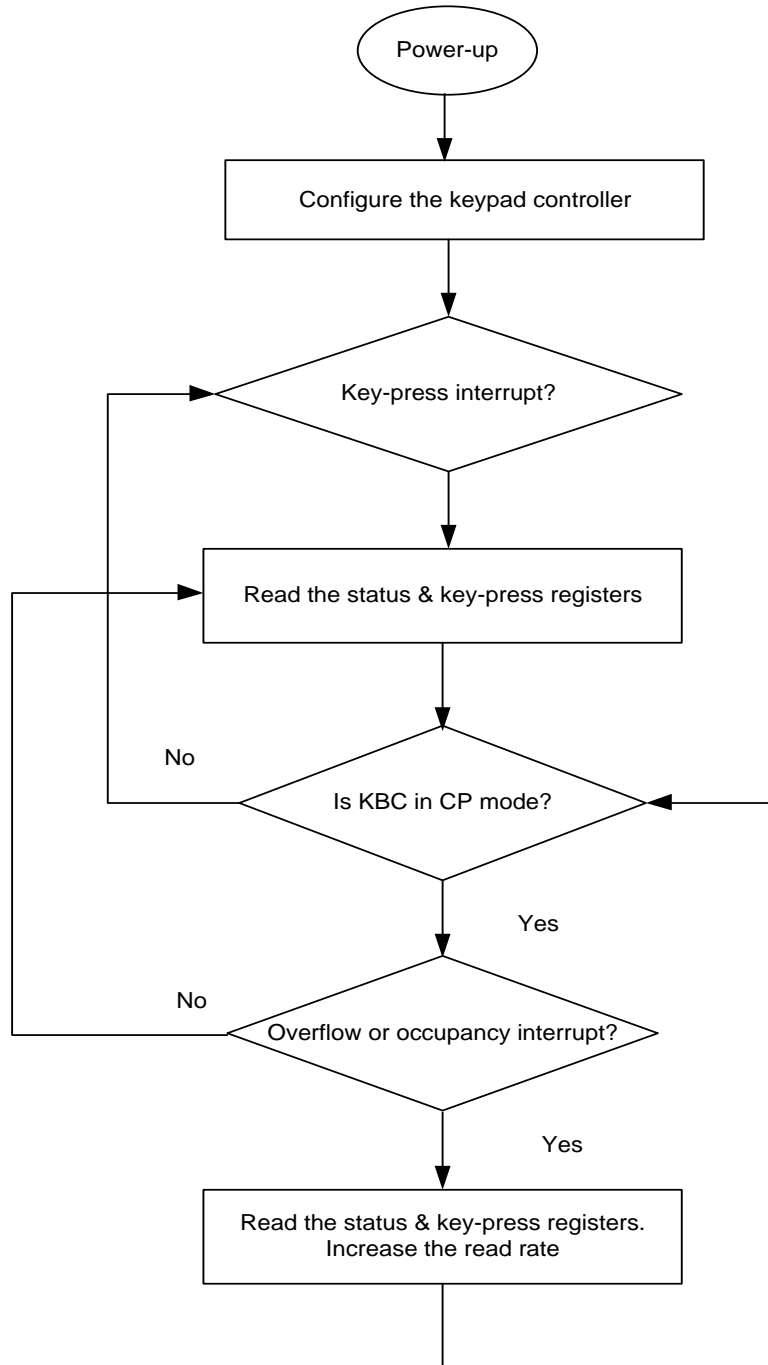 Power-up
Configure the keypad controller
Key-press interrupt?
Read the status & key-press registers
No
Is KBC in CP mode?
Yes
No
Overflow or occupancy interrupt?
Yes
Read the status & key-press registers.
Increase the read rate